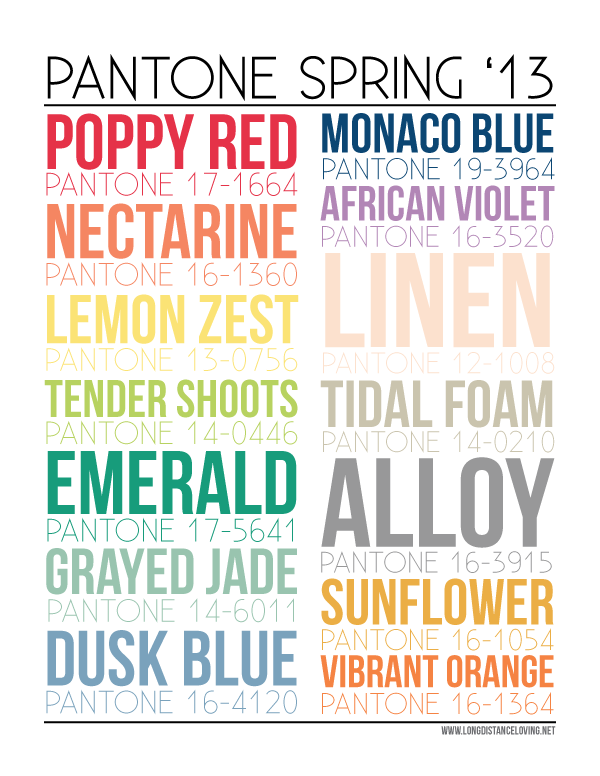 PANTONE SPRING ‘13
POPPY RED
PANTONE 17-1664
NECTARINE
PANTONE 16-1360
LEMON ZEST
PANTONE 13-0756
TENDER SHOOTS
PANTONE 14-0446
EMERALD
PANTONE 17-5641
GRAYED JADE
PANTONE 14-6011
DUSK BLUE
PANTONE 16-4120
MONACO BLUE
PANTONE 19-3964
AFRICAN VIOLET
PANTONE 16-3520
LINEN
PANTONE 12-1008
TIDAL FOAM
PANTONE 14-0210
ALLOY
PANTONE 16-3915
SUNFLOWER
PANTONE 16-1054
VIBRANT ORANGE
PANTONE 16-1364
WWW.LONGDISTANCELOVING.NET